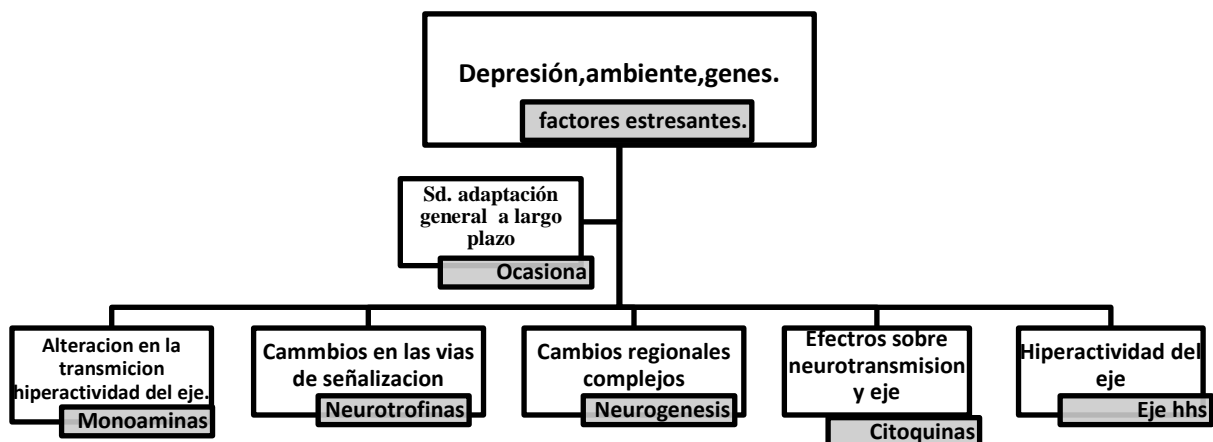 Depresión,ambiente,genes.
factores estresantes.
Sd. adaptación
general a largo
plazo
Ocasiona
Alteracion en la
transmicion
hiperactividad del eje.
Monoaminas
Cammbios en las vias
de señalizacion
Neurotrofinas
Cambios regionales
complejos
Neurogenesis
Efectros sobre
neurotransmision
y eje
Citoquinas
Hiperactividad del
eje
Eje hhs